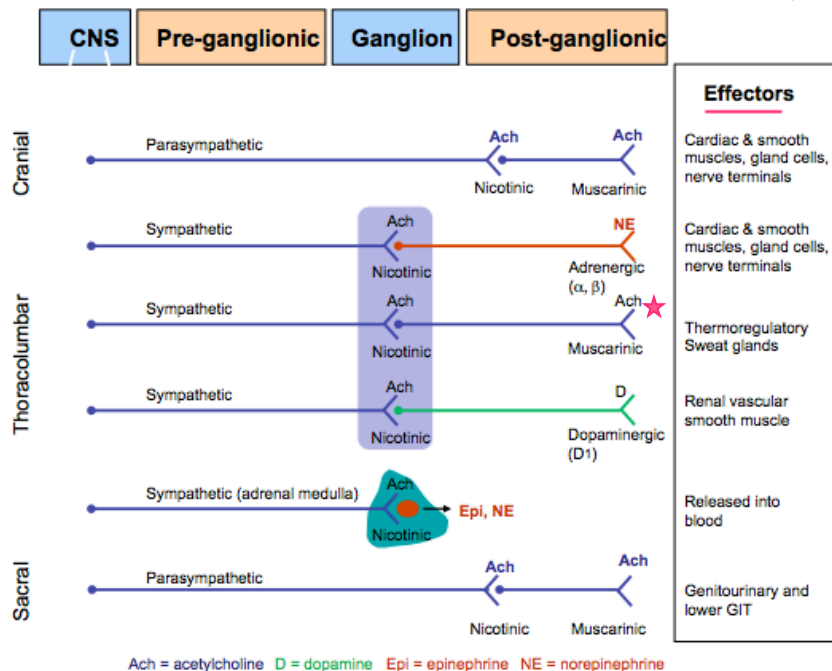 CNS
Pre-ganglionic
Ganglion
Post-ganglionic
Effectors
Cranial
Parasympathetic
Ach
Nicotinic
Ach
Muscarinic
Cardiac & smooth
muscles, gland cells,
nerve terminals
Thoracolumbar
Sympathetic
Ach
Nicotinic
NE
Adrenergic
(α, β)
Cardiac & smooth
muscles, gland cells,
nerve terminals
Sympathetic
Ach
Nicotinic
Ach
Muscarinic
Thermoregulatory
Sweat glands
Sympathetic
Ach
Nicotinic
D
Dopaminergic
(D1)
Renal vascular
smooth muscle
Sympathetic (adrenal medulla)
Ach
Nicotinic
Epi, NE
Released into
blood
Sacral
Parasympathetic
Ach
Nicotinic
Ach
Muscarinic
Genitourinary and
lower GIT
Ach = acetylcholine D = dopamine Epi = epinephrine NE = norepinephrine